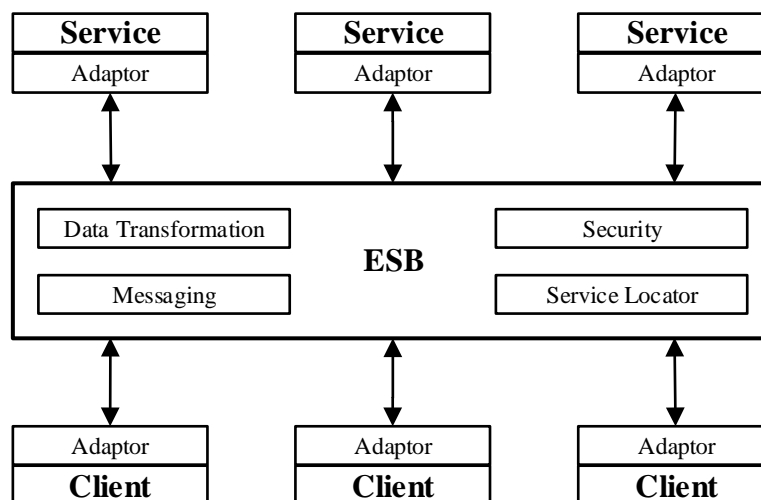 Service Service Service
Adaptor Adaptor Adaptor
Data Transformation Security
ESB
Messaging Service Locator
Adaptor Adaptor Adaptor
Client Client Client